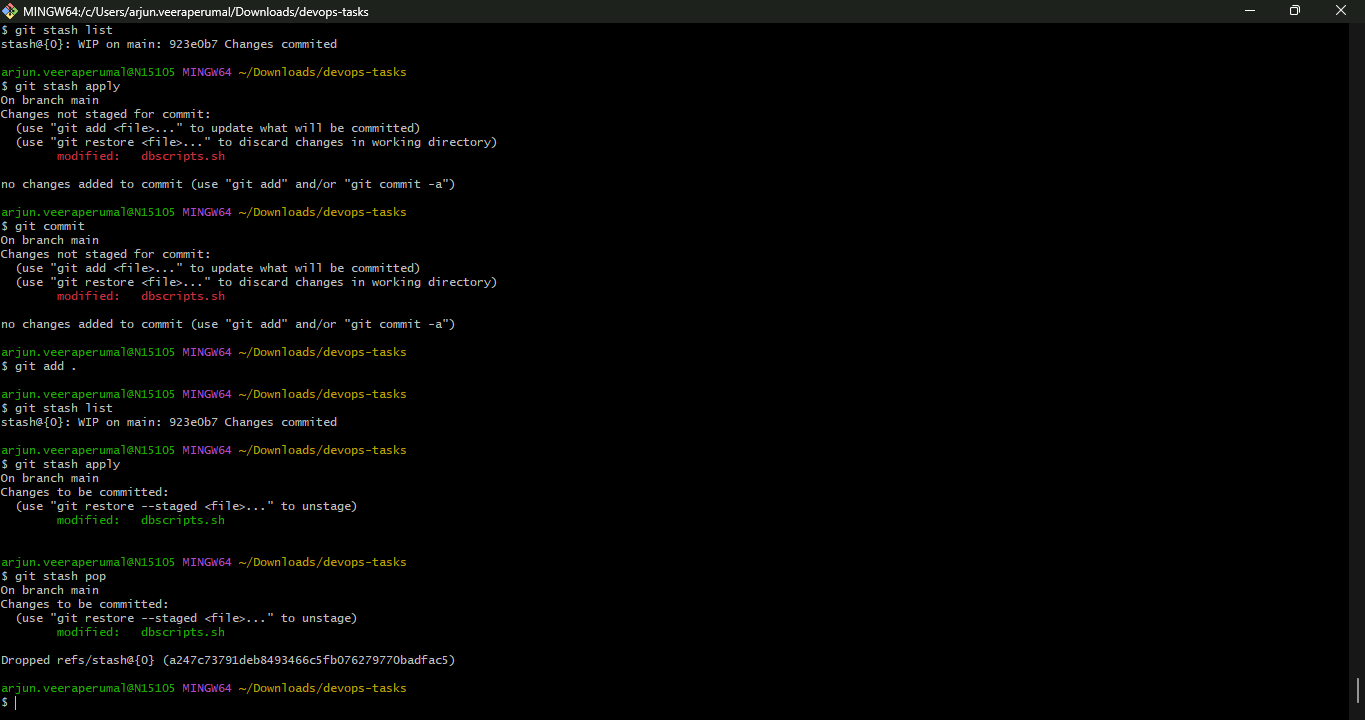 MINGW64:/c/Users/arjun.veeraperumal/Downloads/devops-tasks
$ git stash list
stash@{0}: WIP on main: 923e0b7 Changes commited
arjun.veeraperumal@N15105 MINGW64 ~/Downloads/devops-tasks
$ git stash apply
On branch main
Changes not staged for commit:
  (use "git add <file>..." to update what will be committed)
  (use "git restore <file>..." to discard changes in working directory)
        modified:   dbscripts.sh
no changes added to commit (use "git add" and/or "git commit -a")
arjun.veeraperumal@N15105 MINGW64 ~/Downloads/devops-tasks
$ git commit
On branch main
Changes not staged for commit:
  (use "git add <file>..." to update what will be committed)
  (use "git restore <file>..." to discard changes in working directory)
        modified:   dbscripts.sh
no changes added to commit (use "git add" and/or "git commit -a")
arjun.veeraperumal@N15105 MINGW64 ~/Downloads/devops-tasks
$ git add .
arjun.veeraperumal@N15105 MINGW64 ~/Downloads/devops-tasks
$ git stash list
stash@{0}: WIP on main: 923e0b7 Changes commited
arjun.veeraperumal@N15105 MINGW64 ~/Downloads/devops-tasks
$ git stash apply
On branch main
Changes to be committed:
  (use "git restore --staged <file>..." to unstage)
        modified:   dbscripts.sh
arjun.veeraperumal@N15105 MINGW64 ~/Downloads/devops-tasks
$ git stash pop
On branch main
Changes to be committed:
  (use "git restore --staged <file>..." to unstage)
        modified:   dbscripts.sh
Dropped refs/stash@{0} (a247c73791deb8493466c5fb076279770badfac5)
arjun.veeraperumal@N15105 MINGW64 ~/Downloads/devops-tasks
$